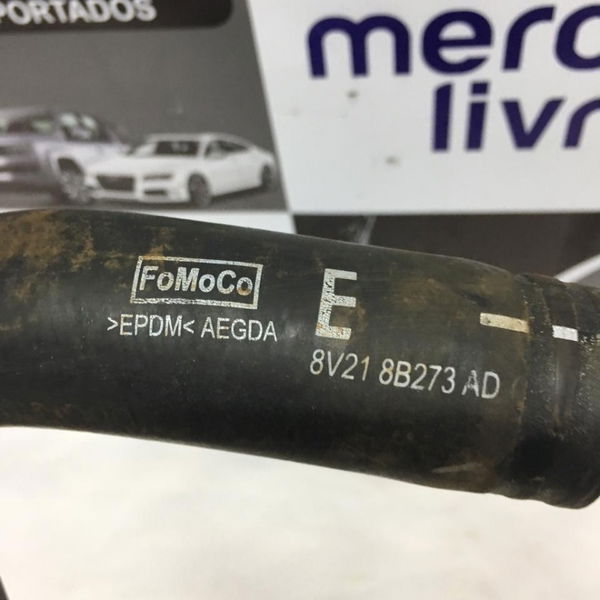 PORTADOS
merc
livr
FoMoCo
E
>EPDM< AEGDA
8V21 8B273 AD